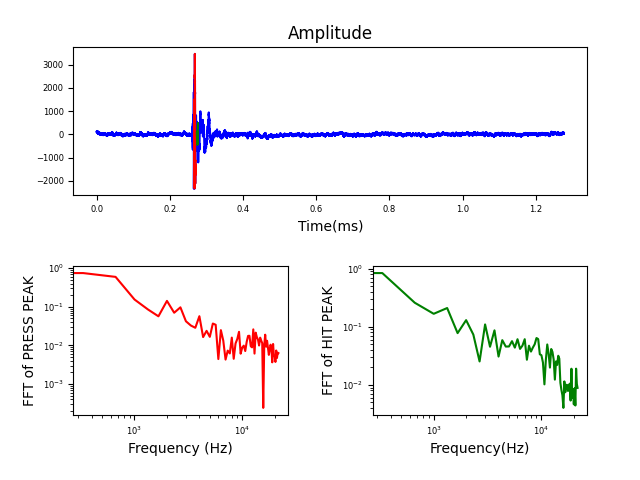 Amplitude
3000
2000
1000
0
−1000
−2000
0.0 0.2 0.4 0.6 0.8 1.0 1.2
Time(ms)
FFT of PRESS PEAK
10⁰
10⁻¹
10⁻²
10⁻³
10³ 10⁴
Frequency (Hz)
FFT of HIT PEAK
10⁰
10⁻¹
10⁻²
10³ 10⁴
Frequency(Hz)